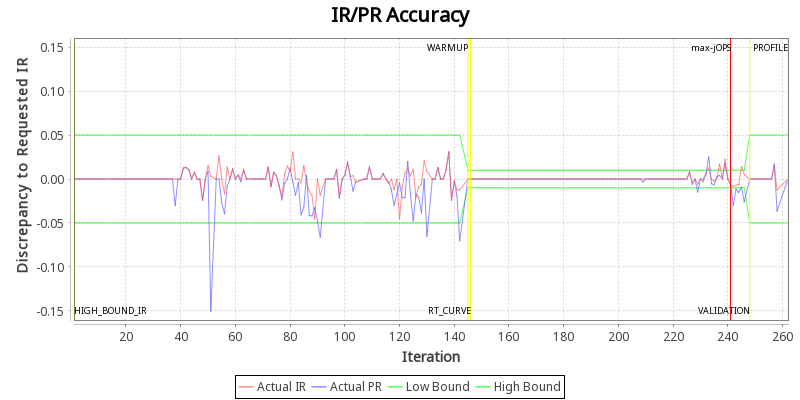 IR/PR Accuracy
Discrepancy to Requested IR
0.15
0.10
0.05
0.00
-0.05
-0.10
-0.15
WARMUP
max-jOPS
PROFILE
HIGH_BOUND_IR
RT_CURVE
VALIDATION
20 40 60 80 100 120 140 160 180 200 220 240 260
Iteration
Actual IR Actual PR Low Bound High Bound